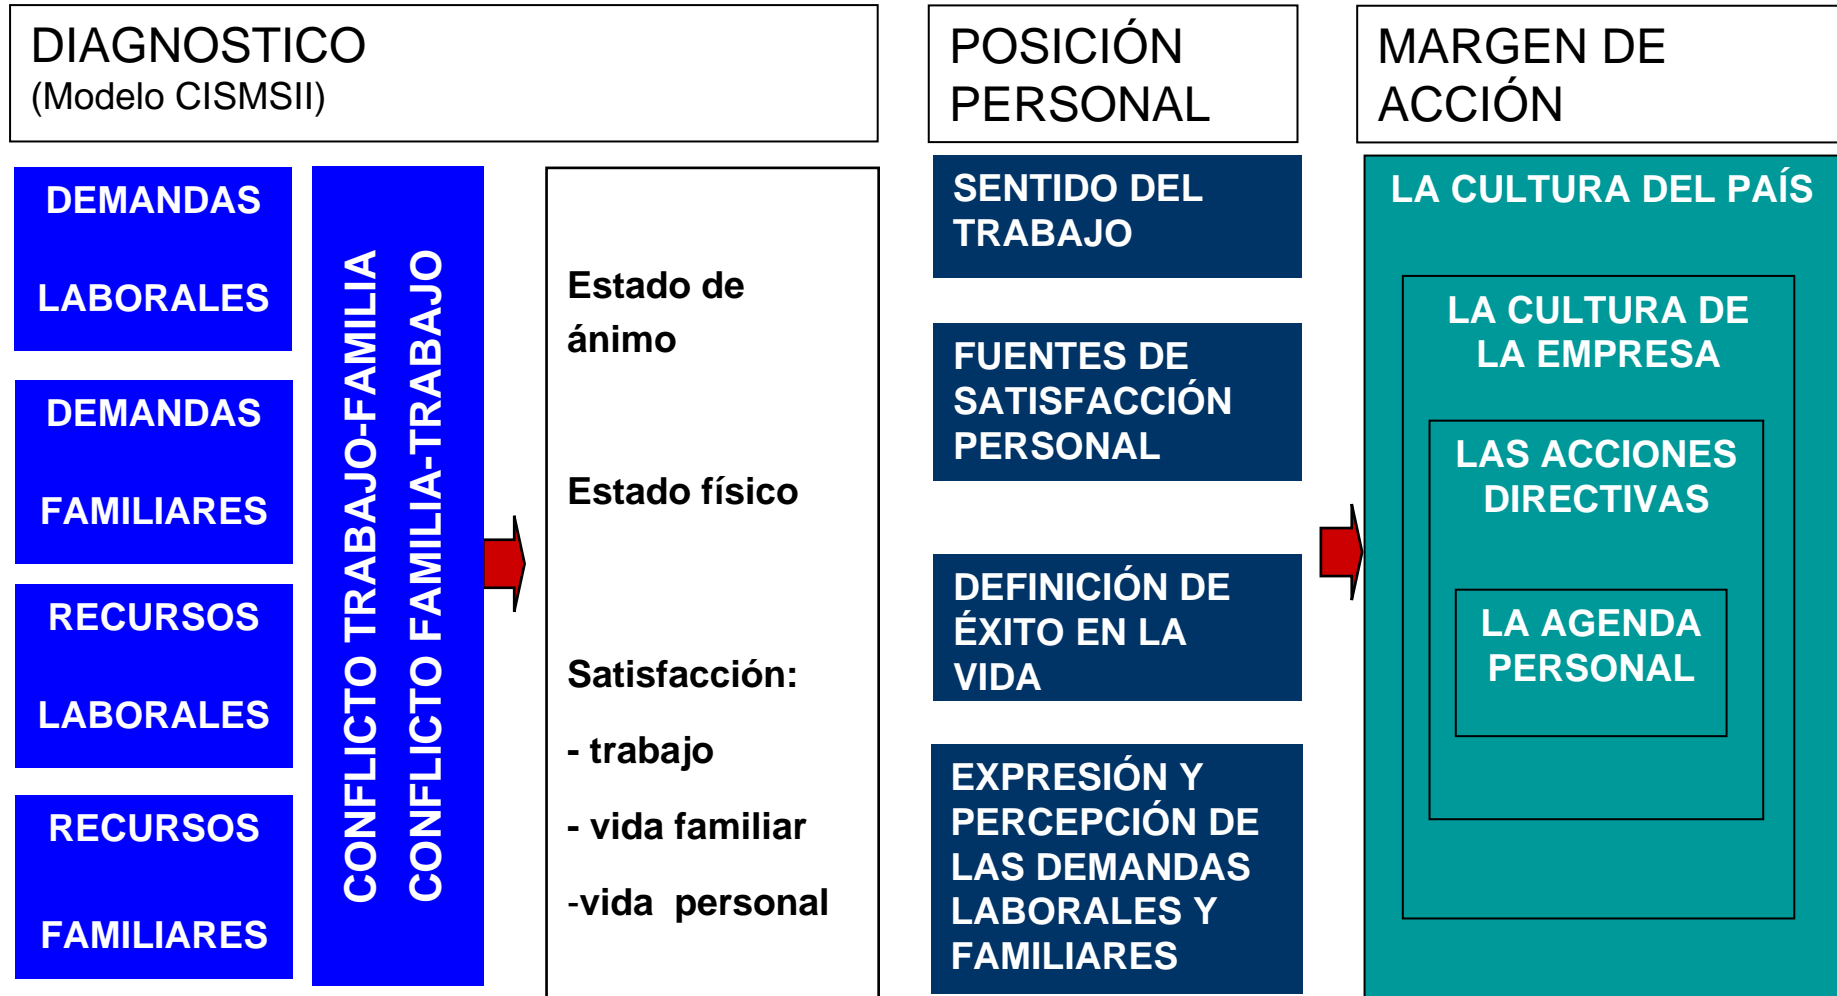 DIAGNOSTICO
(Modelo CISMSII)
DEMANDAS
LABORALES
DEMANDAS
FAMILIARES
RECURSOS
LABORALES
RECURSOS
FAMILIARES
CONFLICTO TRABAJO-FAMILIA
CONFLICTO FAMILIA-TRABAJO
Estado de
ánimo
Estado físico
Satisfacción:
- trabajo
- vida familiar
-vida personal
POSICIÓN
PERSONAL
SENTIDO DEL
TRABAJO
FUENTES DE
SATISFACCIÓN
PERSONAL
DEFINICIÓN DE
ÉXITO EN LA
VIDA
EXPRESIÓN Y
PERCEPCIÓN DE
LAS DEMANDAS
LABORALES Y
FAMILIARES
MARGEN DE
ACCIÓN
LA CULTURA DEL PAÍS
LA CULTURA DE
LA EMPRESA
LAS ACCIONES
DIRECTIVAS
LA AGENDA
PERSONAL